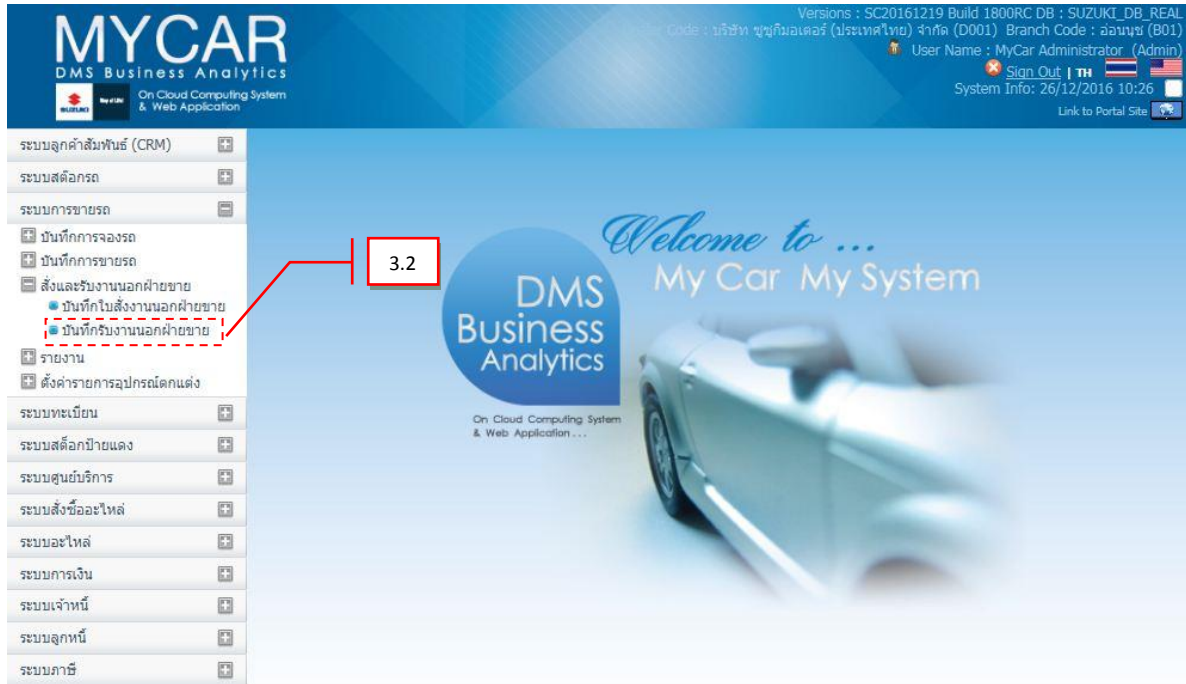 MYCAR
DMS Business Analytics
SUZUKI
Way of Life!
On Cloud Computing System
& Web Application
Versions : SC20161219 Build 1800RC DB : SUZUKI_DB_REAL
Code : บริษัท ซูซูกิมอเตอร์ (ประเทศไทย) จำกัด (D001) Branch Code : อ่อนนุช (B01)
User Name : MyCar Administrator (Admin)
Sign Out | TH
System Info: 26/12/2016 10:26
Link to Portal Site
ระบบลูกค้าสัมพันธ์ (CRM)
ระบบสต๊อกรถ
ระบบการขายรถ
บันทึกการจองรถ
บันทึกการขายรถ
สั่งและรับงานนอกฝ่ายขาย
บันทึกใบสั่งงานนอกฝ่ายขาย
บันทึกรับงานนอกฝ่ายขาย
รายงาน
ตั้งค่ารายการอุปกรณ์ตกแต่ง
ระบบทะเบียน
ระบบสต็อกป้ายแดง
ระบบศูนย์บริการ
ระบบสั่งซื้ออะไหล่
ระบบอะไหล่
ระบบการเงิน
ระบบเจ้าหนี้
ระบบลูกหนี้
ระบบภาษี
3.2
Welcome to ...
My Car My System
DMS
Business
Analytics
On Cloud Computing System
& Web Application . . .